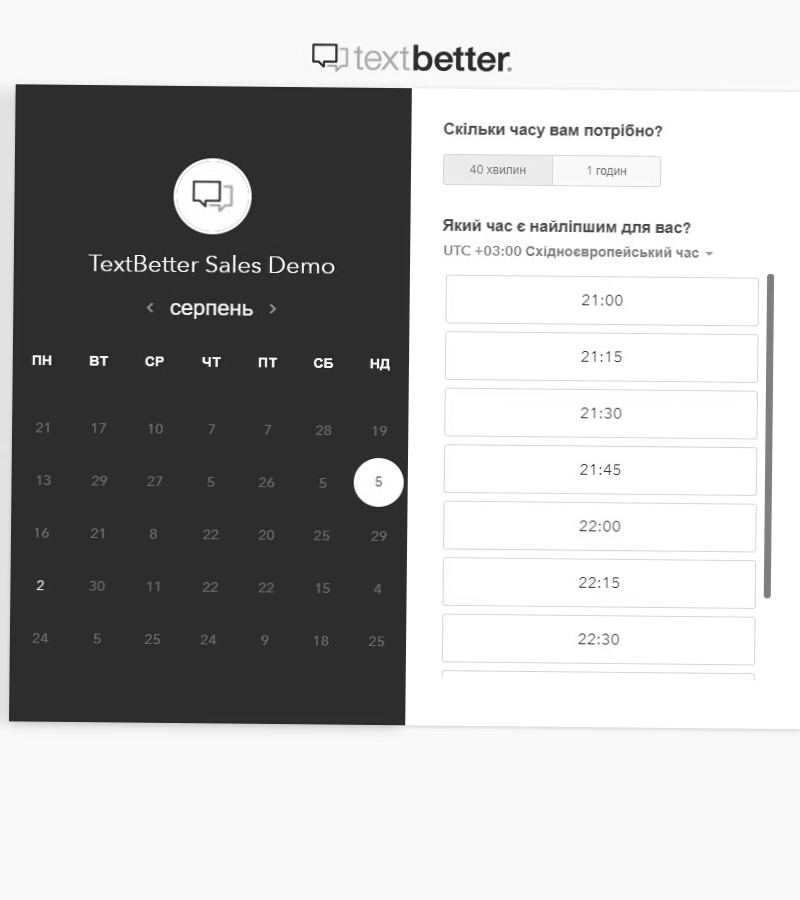 textbetter.
TextBetter Sales Demo
серпень
ПН ВТ СР ЧТ ПТ СБ НД
21 17 10 7 7 28 19
13 29 27 5 26 5 5
16 21 8 22 20 25 29
2 30 11 22 22 15 4
24 5 25 24 9 18 25
Скільки часу вам потрібно?
40 хвилин 1 годин
Який час є найліпшим для вас?
UTC +03:00 Східноєвропейський час
21:00
21:15
21:30
21:45
22:00
22:15
22:30